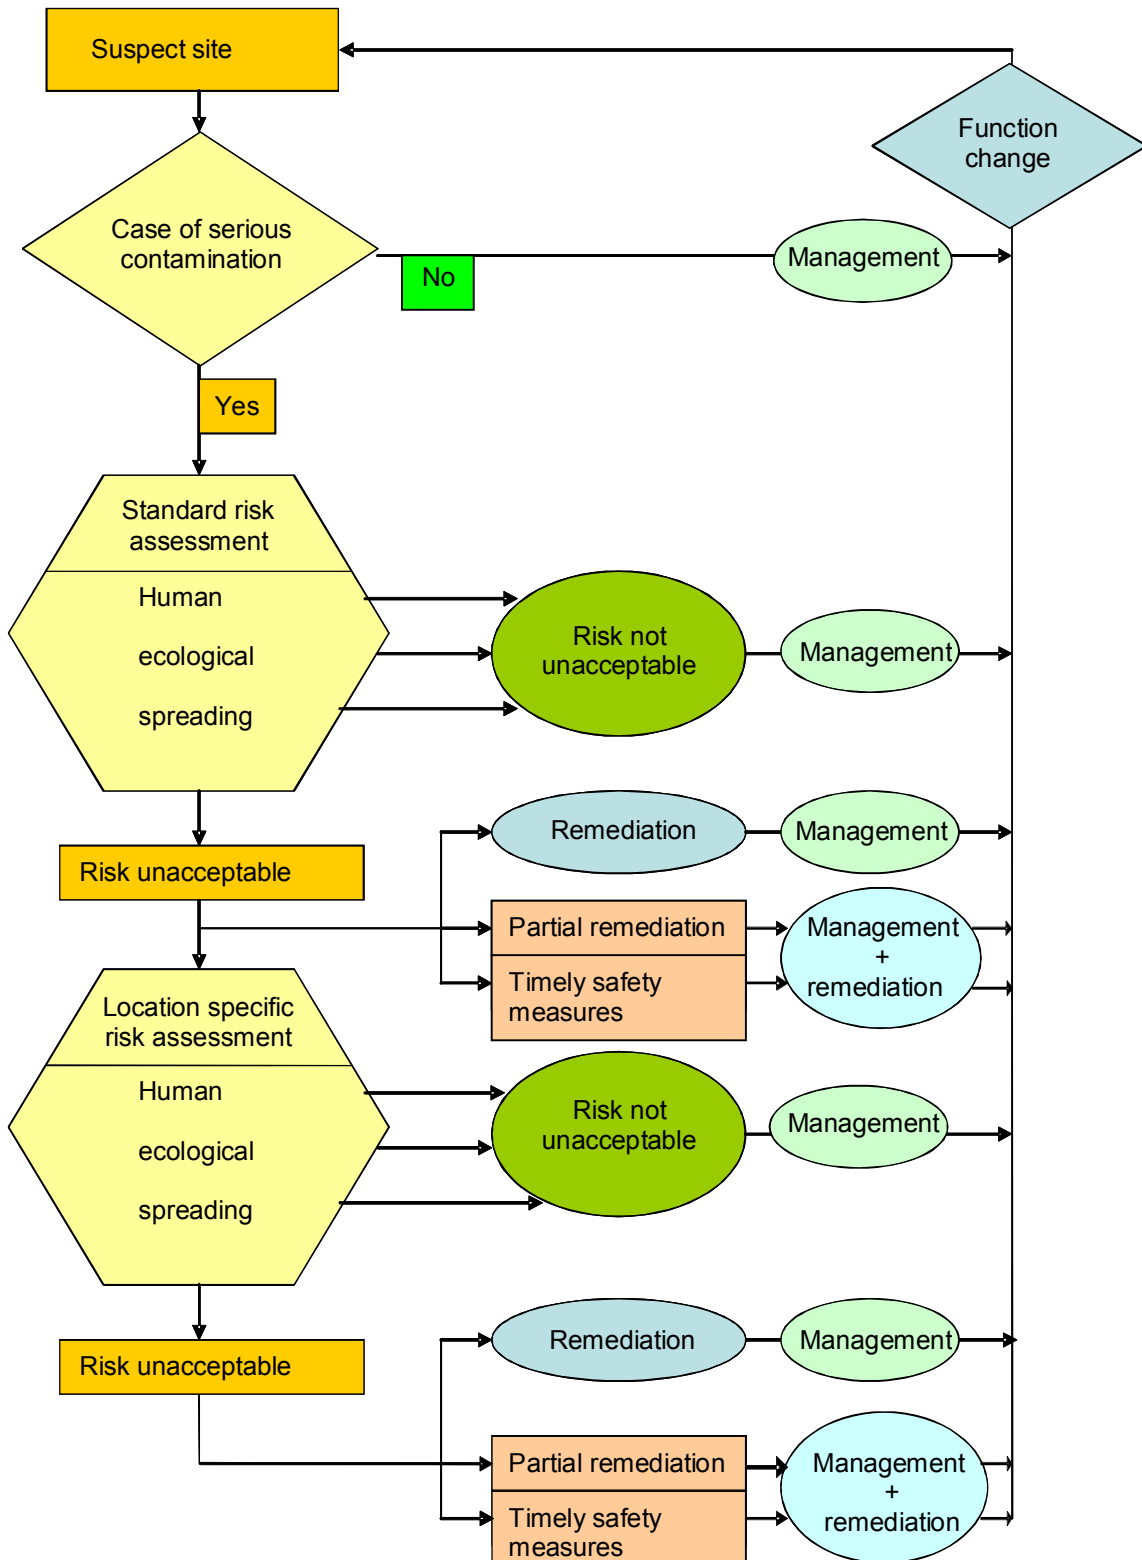 Suspect site
Function
change
Case of serious
contamination
Management
No
Yes
Standard risk
assessment
Human
ecological
spreading
Risk not
unacceptable
Management
Remediation
Management
Risk unacceptable
Partial remediation
Timely safety
measures
Management
+
remediation
Location specific
risk assessment
Human
ecological
spreading
Risk not
unacceptable
Management
Remediation
Management
Risk unacceptable
Partial remediation
Timely safety
measures
Management
+
remediation